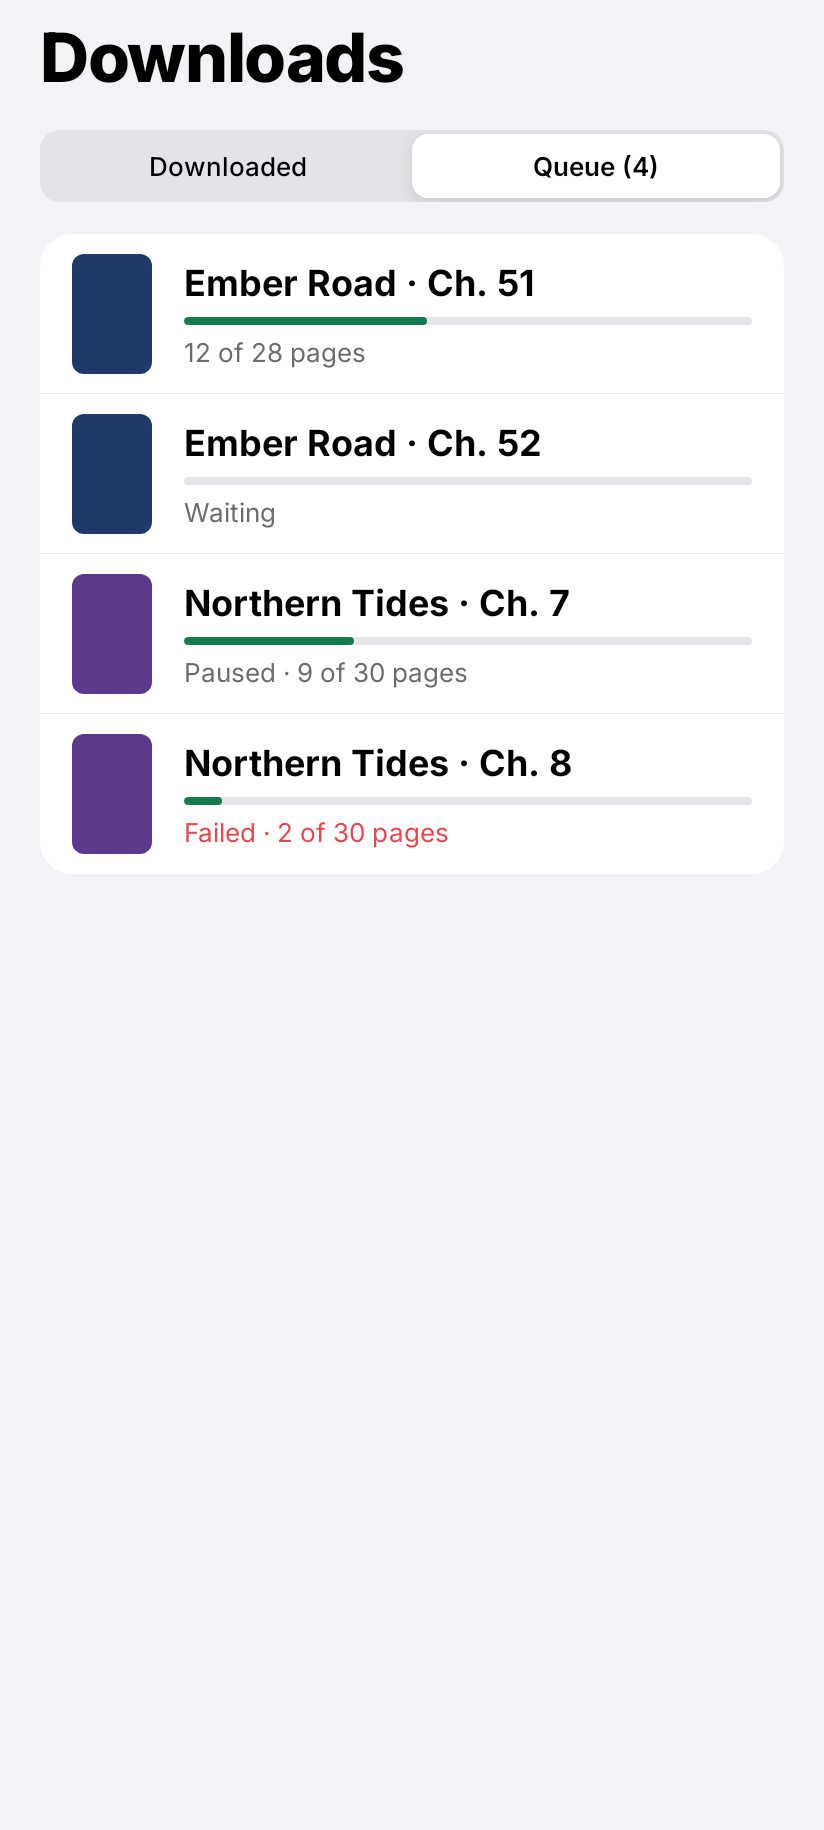 Downloads
Downloaded
Queue (4)
Ember Road · Ch. 51
12 of 28 pages
Ember Road · Ch. 52
Waiting
Northern Tides · Ch. 7
Paused · 9 of 30 pages
Northern Tides · Ch. 8
Failed · 2 of 30 pages